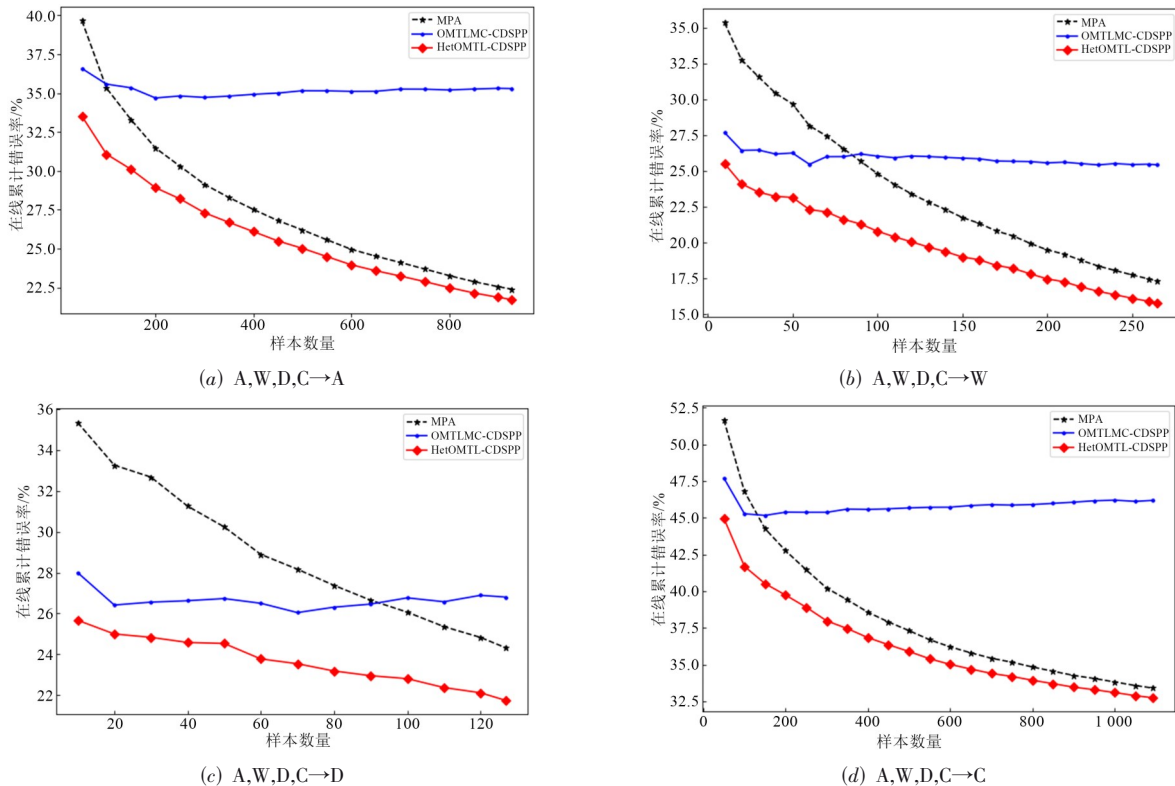 40.0
37.5
35.0
32.5
30.0
27.5
25.0
22.5
在线累计错误率/%
200
400
600
800
样本数量
MPA
OMTLMC-CDSPP
HetOMTL-CDSPP
(a) A,W,D,C→A
35.0
32.5
30.0
27.5
25.0
22.5
20.0
17.5
15.0
在线累计错误率/%
0
50
100
150
200
250
样本数量
MPA
OMTLMC-CDSPP
HetOMTL-CDSPP
(b) A,W,D,C→W
36
34
32
30
28
26
24
22
在线累计错误率/%
20
40
60
80
100
120
样本数量
MPA
OMTLMC-CDSPP
HetOMTL-CDSPP
(c) A,W,D,C→D
52.5
50.0
47.5
45.0
42.5
40.0
37.5
35.0
32.5
在线累计错误率/%
0
200
400
600
800
1 000
样本数量
MPA
OMTLMC-CDSPP
HetOMTL-CDSPP
(d) A,W,D,C→C